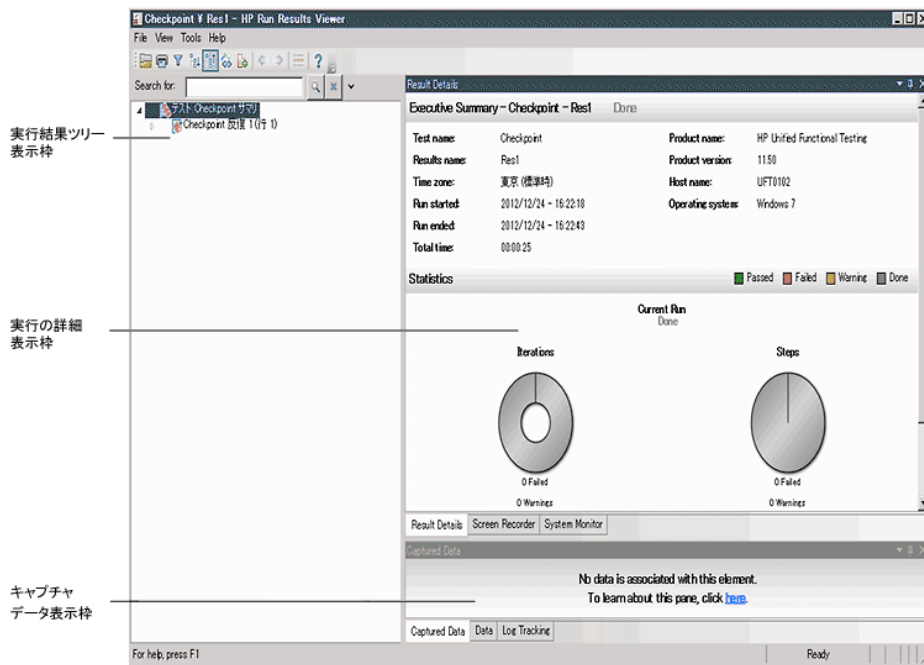 Checkpoint ¥ Res1 - HP Run Results Viewer
File View Tools Help
Search for:
テスト:Checkpoint サマリ
Checkpoint 反復 1(行 1)
実行結果ツリー
表示枠
Result Details
Executive Summary - Checkpoint - Res1 Done
Test name: Checkpoint Product name: HP Unified Functional Testing
Results name: Res1 Product version: 11.50
Time zone: 東京 (標準時) Host name: UFT0102
Run started: 2012/12/24 - 16:22:18 Operating system: Windows 7
Run ended: 2012/12/24 - 16:22:43
Total time: 00:00:25
Statistics Passed Failed Warning Done
実行の詳細
表示枠
Current Run
Done
Iterations Steps
0 Failed 0 Failed
0 Warnings 0 Warnings
Result Details Screen Recorder System Monitor
Captured Data
キャプチャ
データ表示枠
No data is associated with this element.
To learn about this pane, click here.
Captured Data Data Log Tracking
For help, press F1 Ready